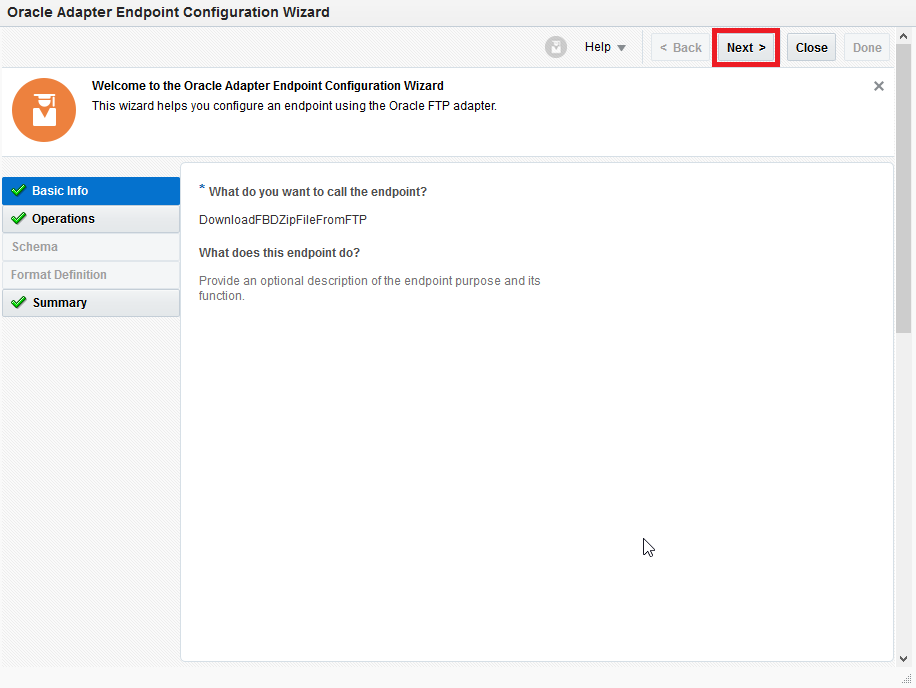 Oracle Adapter Endpoint Configuration Wizard
Help
< Back
Next >
Close
Done
Welcome to the Oracle Adapter Endpoint Configuration Wizard
This wizard helps you configure an endpoint using the Oracle FTP adapter.
Basic Info
Operations
Schema
Format Definition
Summary
* What do you want to call the endpoint?
DownloadFBDZipFileFromFTP
What does this endpoint do?
Provide an optional description of the endpoint purpose and its
function.